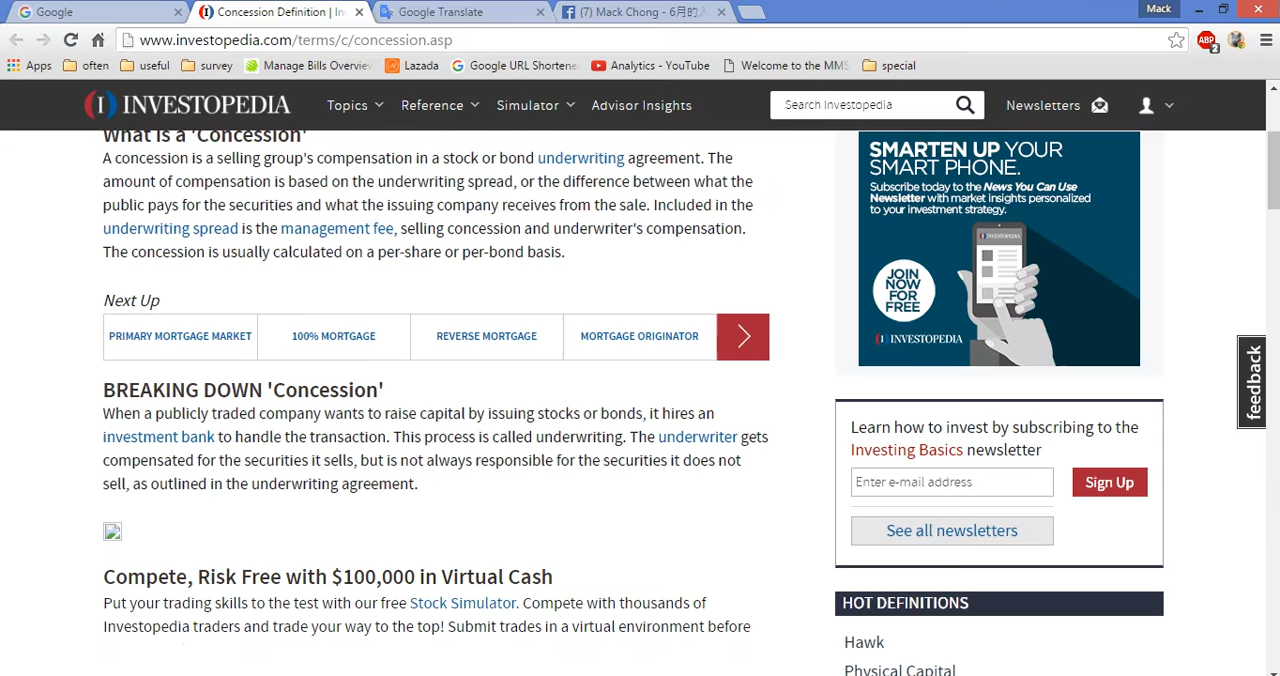 Google
Concession Definition | In
Google Translate
(7) Mack Chong - 6月的入
Mack
www.investopedia.com/terms/c/concession.asp
ABP
2
Apps
often
useful
survey
Manage Bills Overview
Lazada
Google URL Shortene
Analytics - YouTube
Welcome to the MMS
special
INVESTOPEDIA
Topics
Reference
Simulator
Advisor Insights
Search Investopedia
Newsletters
What is a 'Concession'
A concession is a selling group's compensation in a stock or bond underwriting agreement. The
amount of compensation is based on the underwriting spread, or the difference between what the
public pays for the securities and what the issuing company receives from the sale. Included in the
underwriting spread is the management fee, selling concession and underwriter's compensation.
The concession is usually calculated on a per-share or per-bond basis.
Next Up
PRIMARY MORTGAGE MARKET
100% MORTGAGE
REVERSE MORTGAGE
MORTGAGE ORIGINATOR
BREAKING DOWN 'Concession'
When a publicly traded company wants to raise capital by issuing stocks or bonds, it hires an
investment bank to handle the transaction. This process is called underwriting. The underwriter gets
compensated for the securities it sells, but is not always responsible for the securities it does not
sell, as outlined in the underwriting agreement.
Compete, Risk Free with $100,000 in Virtual Cash
Put your trading skills to the test with our free Stock Simulator. Compete with thousands of
Investopedia traders and trade your way to the top! Submit trades in a virtual environment before
SMARTEN UP YOUR
SMART PHONE.
Subscribe today to the News You Can Use
Newsletter with market insights personalized
to your investment strategy.
INVESTOPEDIA
JOIN
NOW
FOR
FREE
INVESTOPEDIA
feedback
Learn how to invest by subscribing to the
Investing Basics newsletter
Enter e-mail address
Sign Up
See all newsletters
HOT DEFINITIONS
Hawk
Physical Capital